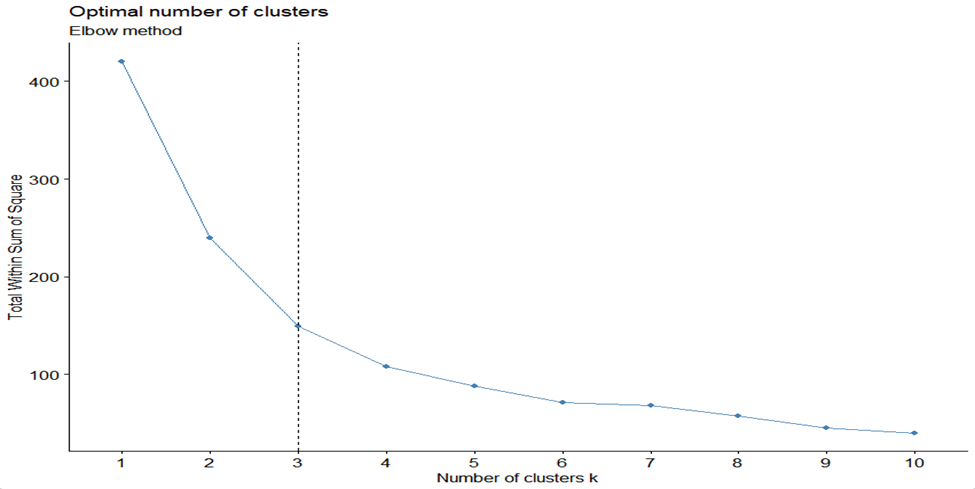 Optimal number of clusters
Elbow method
Total Within Sum of Square
400
300
200
100
1 2 3 4 5 6 7 8 9 10
Number of clusters k